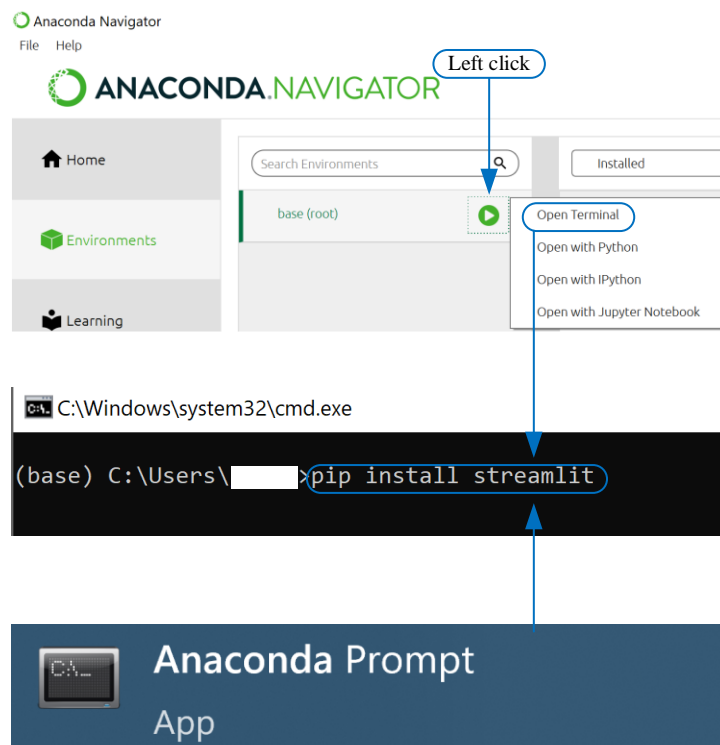 Anaconda Navigator
File Help
Left click
ANACONDA.NAVIGATOR
Home
Search Environments
Installed
base (root)
Open Terminal
Environments
Open with Python
Open with IPython
Open with Jupyter Notebook
Learning
C:\Windows\system32\cmd.exe
(base) C:\Users\ >pip install streamlit
C:\_
Anaconda Prompt
App